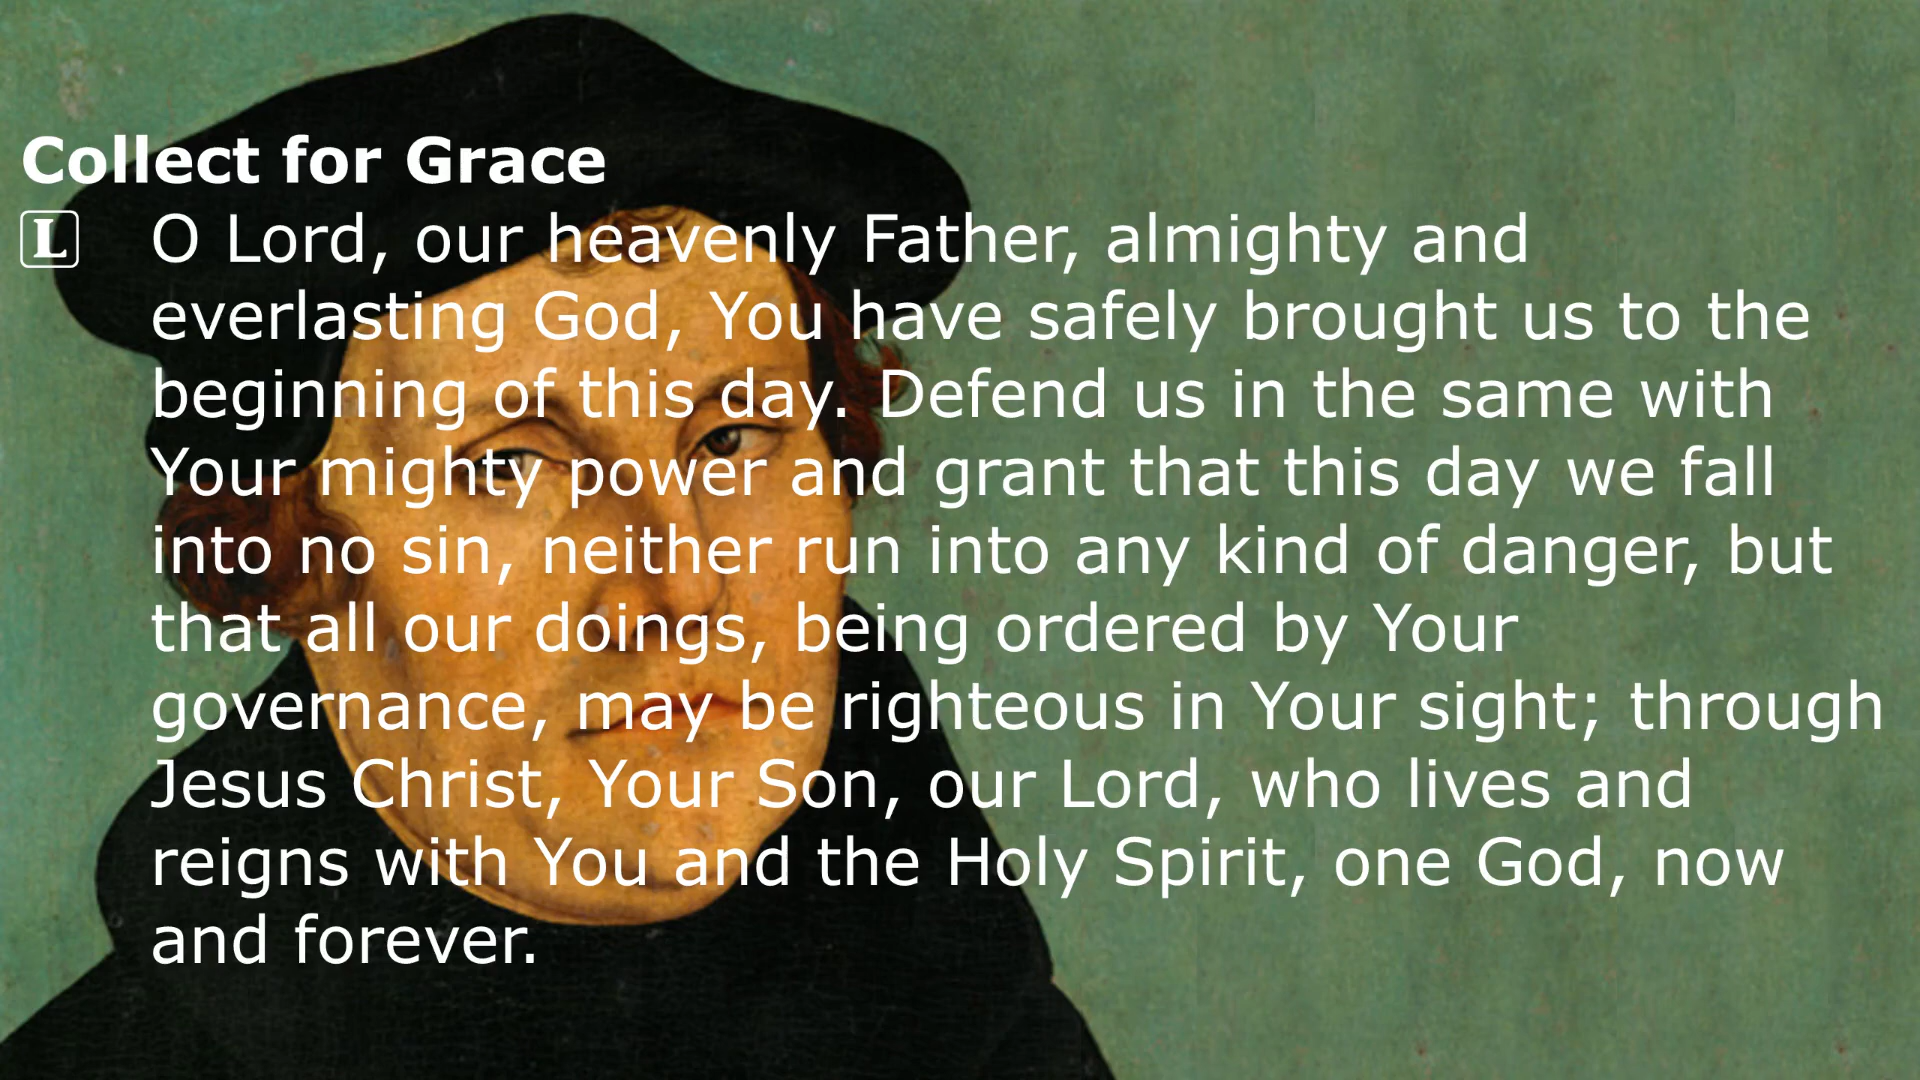 Collect for Grace
L O Lord, our heavenly Father, almighty and
everlasting God, You have safely brought us to the
beginning of this day. Defend us in the same with
Your mighty power and grant that this day we fall
into no sin, neither run into any kind of danger, but
that all our doings, being ordered by Your
governance, may be righteous in Your sight; through
Jesus Christ, Your Son, our Lord, who lives and
reigns with You and the Holy Spirit, one God, now
and forever.